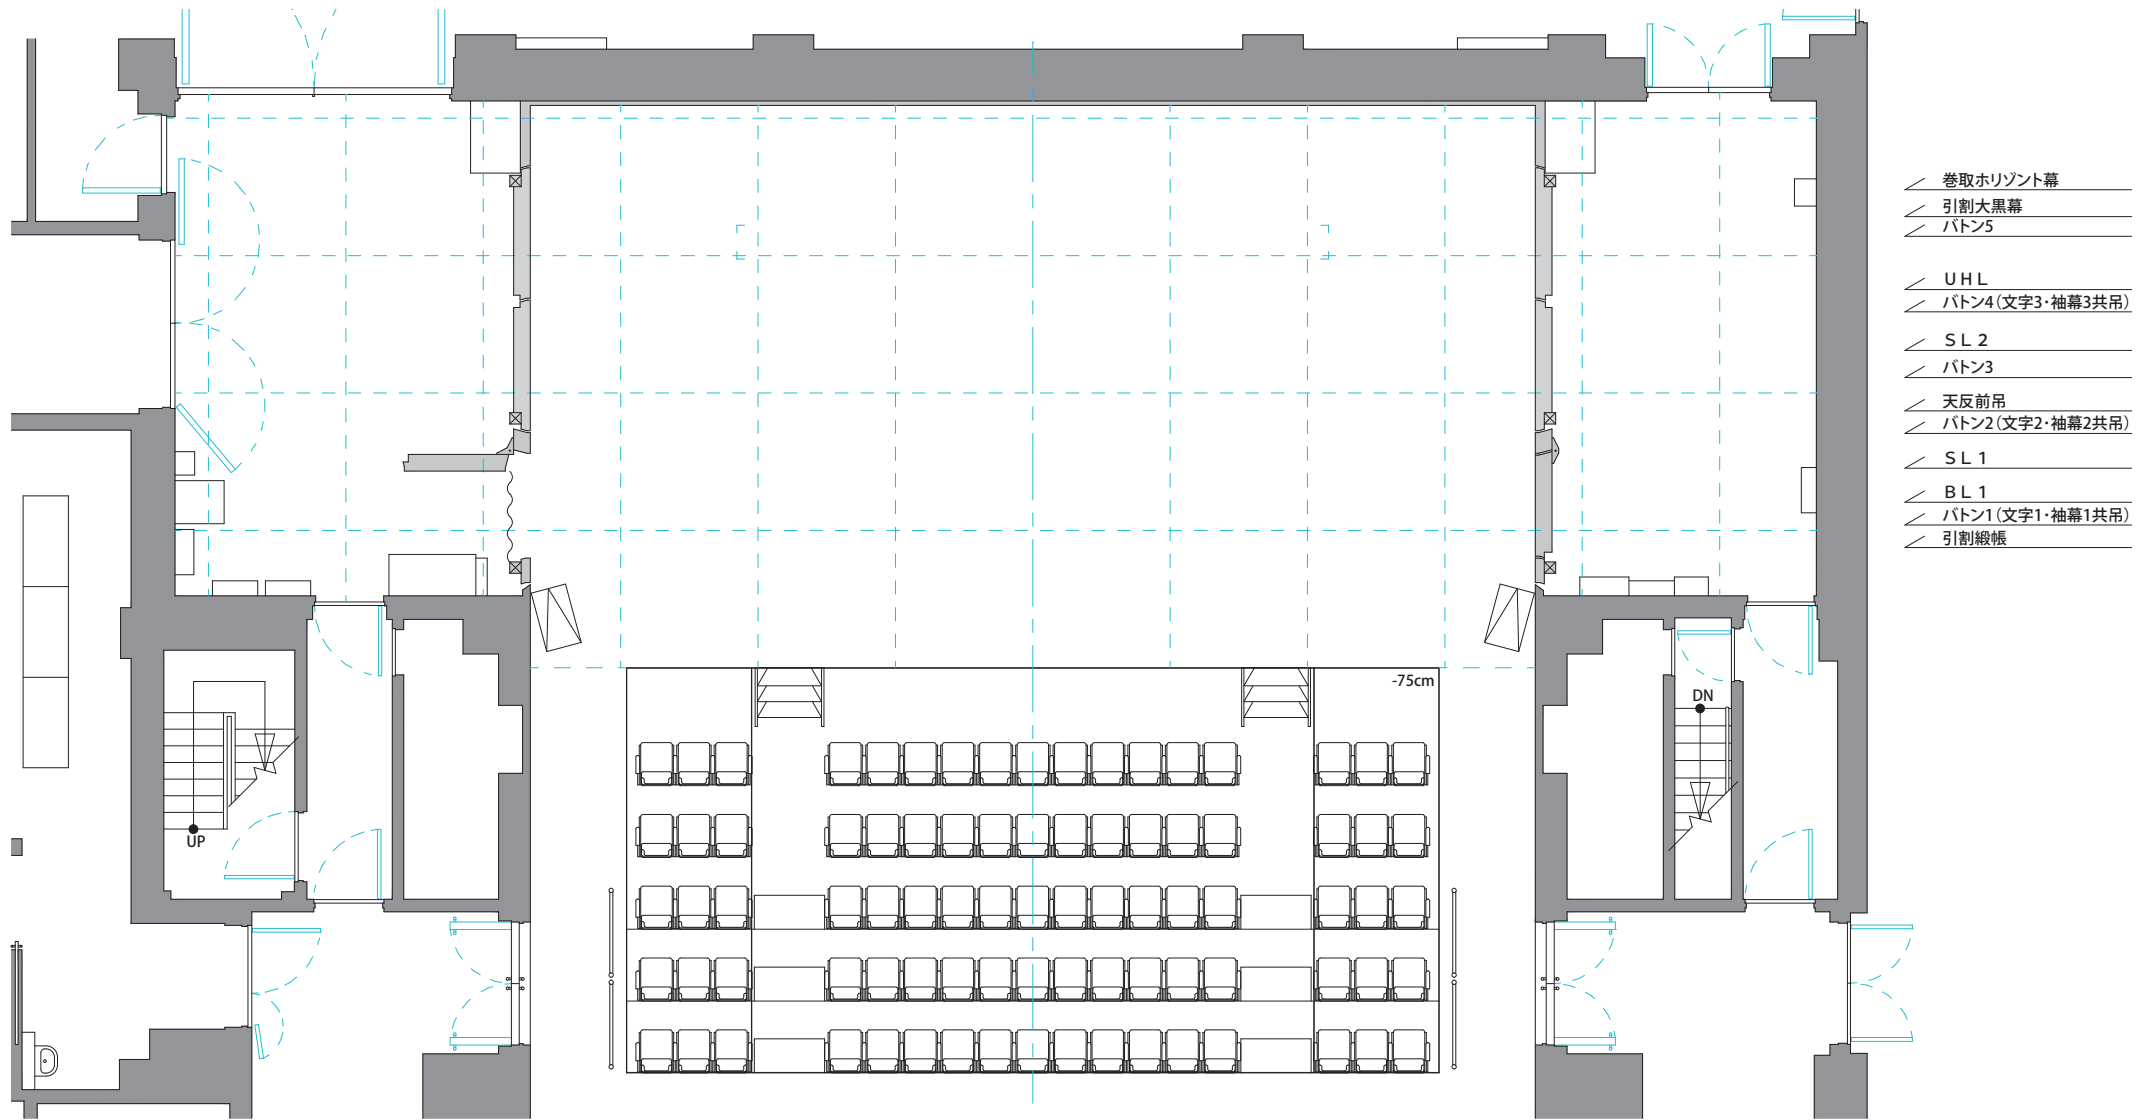 巻取ホリゾント幕
引割大黒幕
バトン5
UHL
バトン4(文字3・袖幕3共吊)
SL2
バトン3
天反前吊
バトン2(文字2・袖幕2共吊)
SL1
BL1
バトン1(文字1・袖幕1共吊)
引割緞帳
-75cm
DN
UP